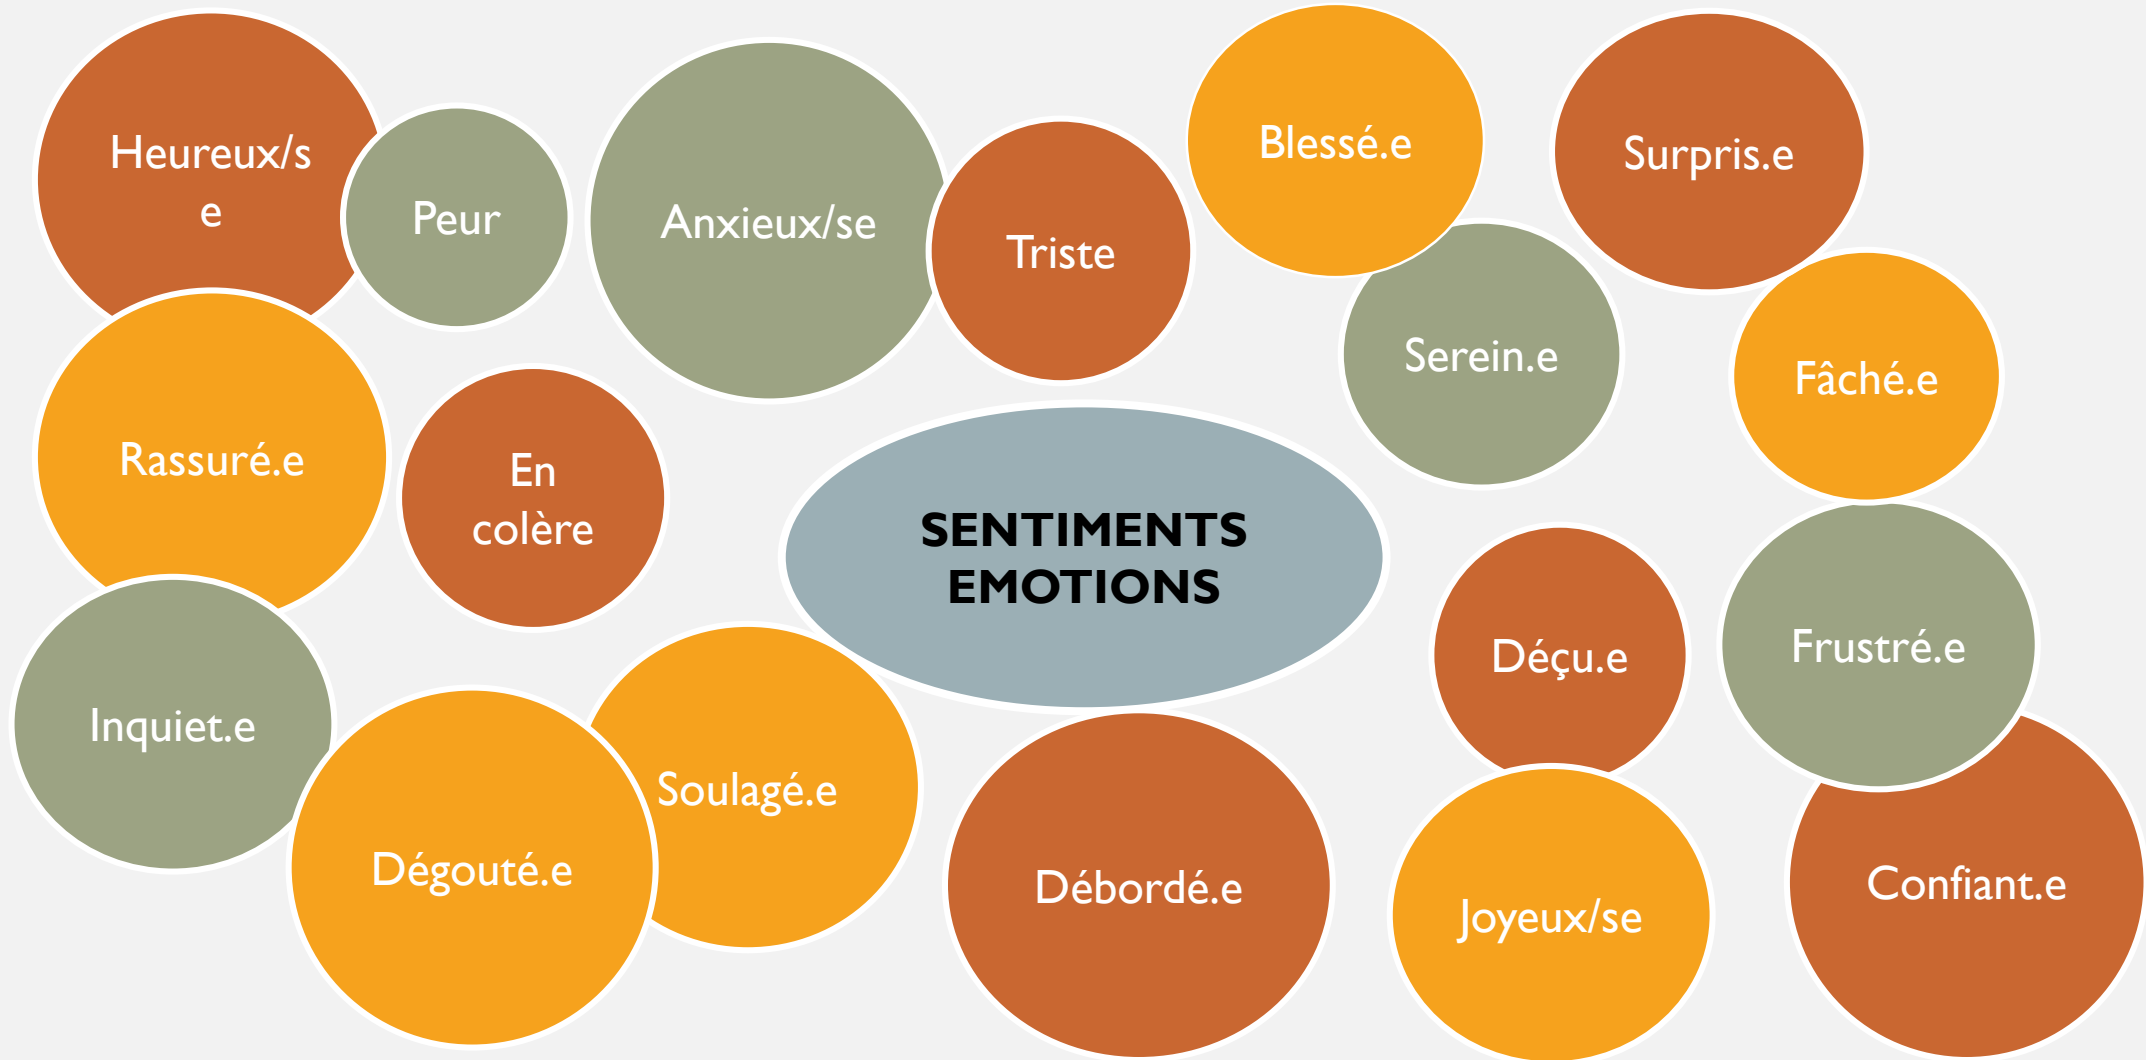 Heureux/s
e
Peur
Anxieux/se
Triste
Blessé.e
Surpris.e
Serein.e
Fâché.e
Rassuré.e
En
colère
SENTIMENTS
EMOTIONS
Déçu.e
Frustré.e
Inquiet.e
Soulagé.e
Dégouté.e
Débordé.e
Joyeux/se
Confiant.e